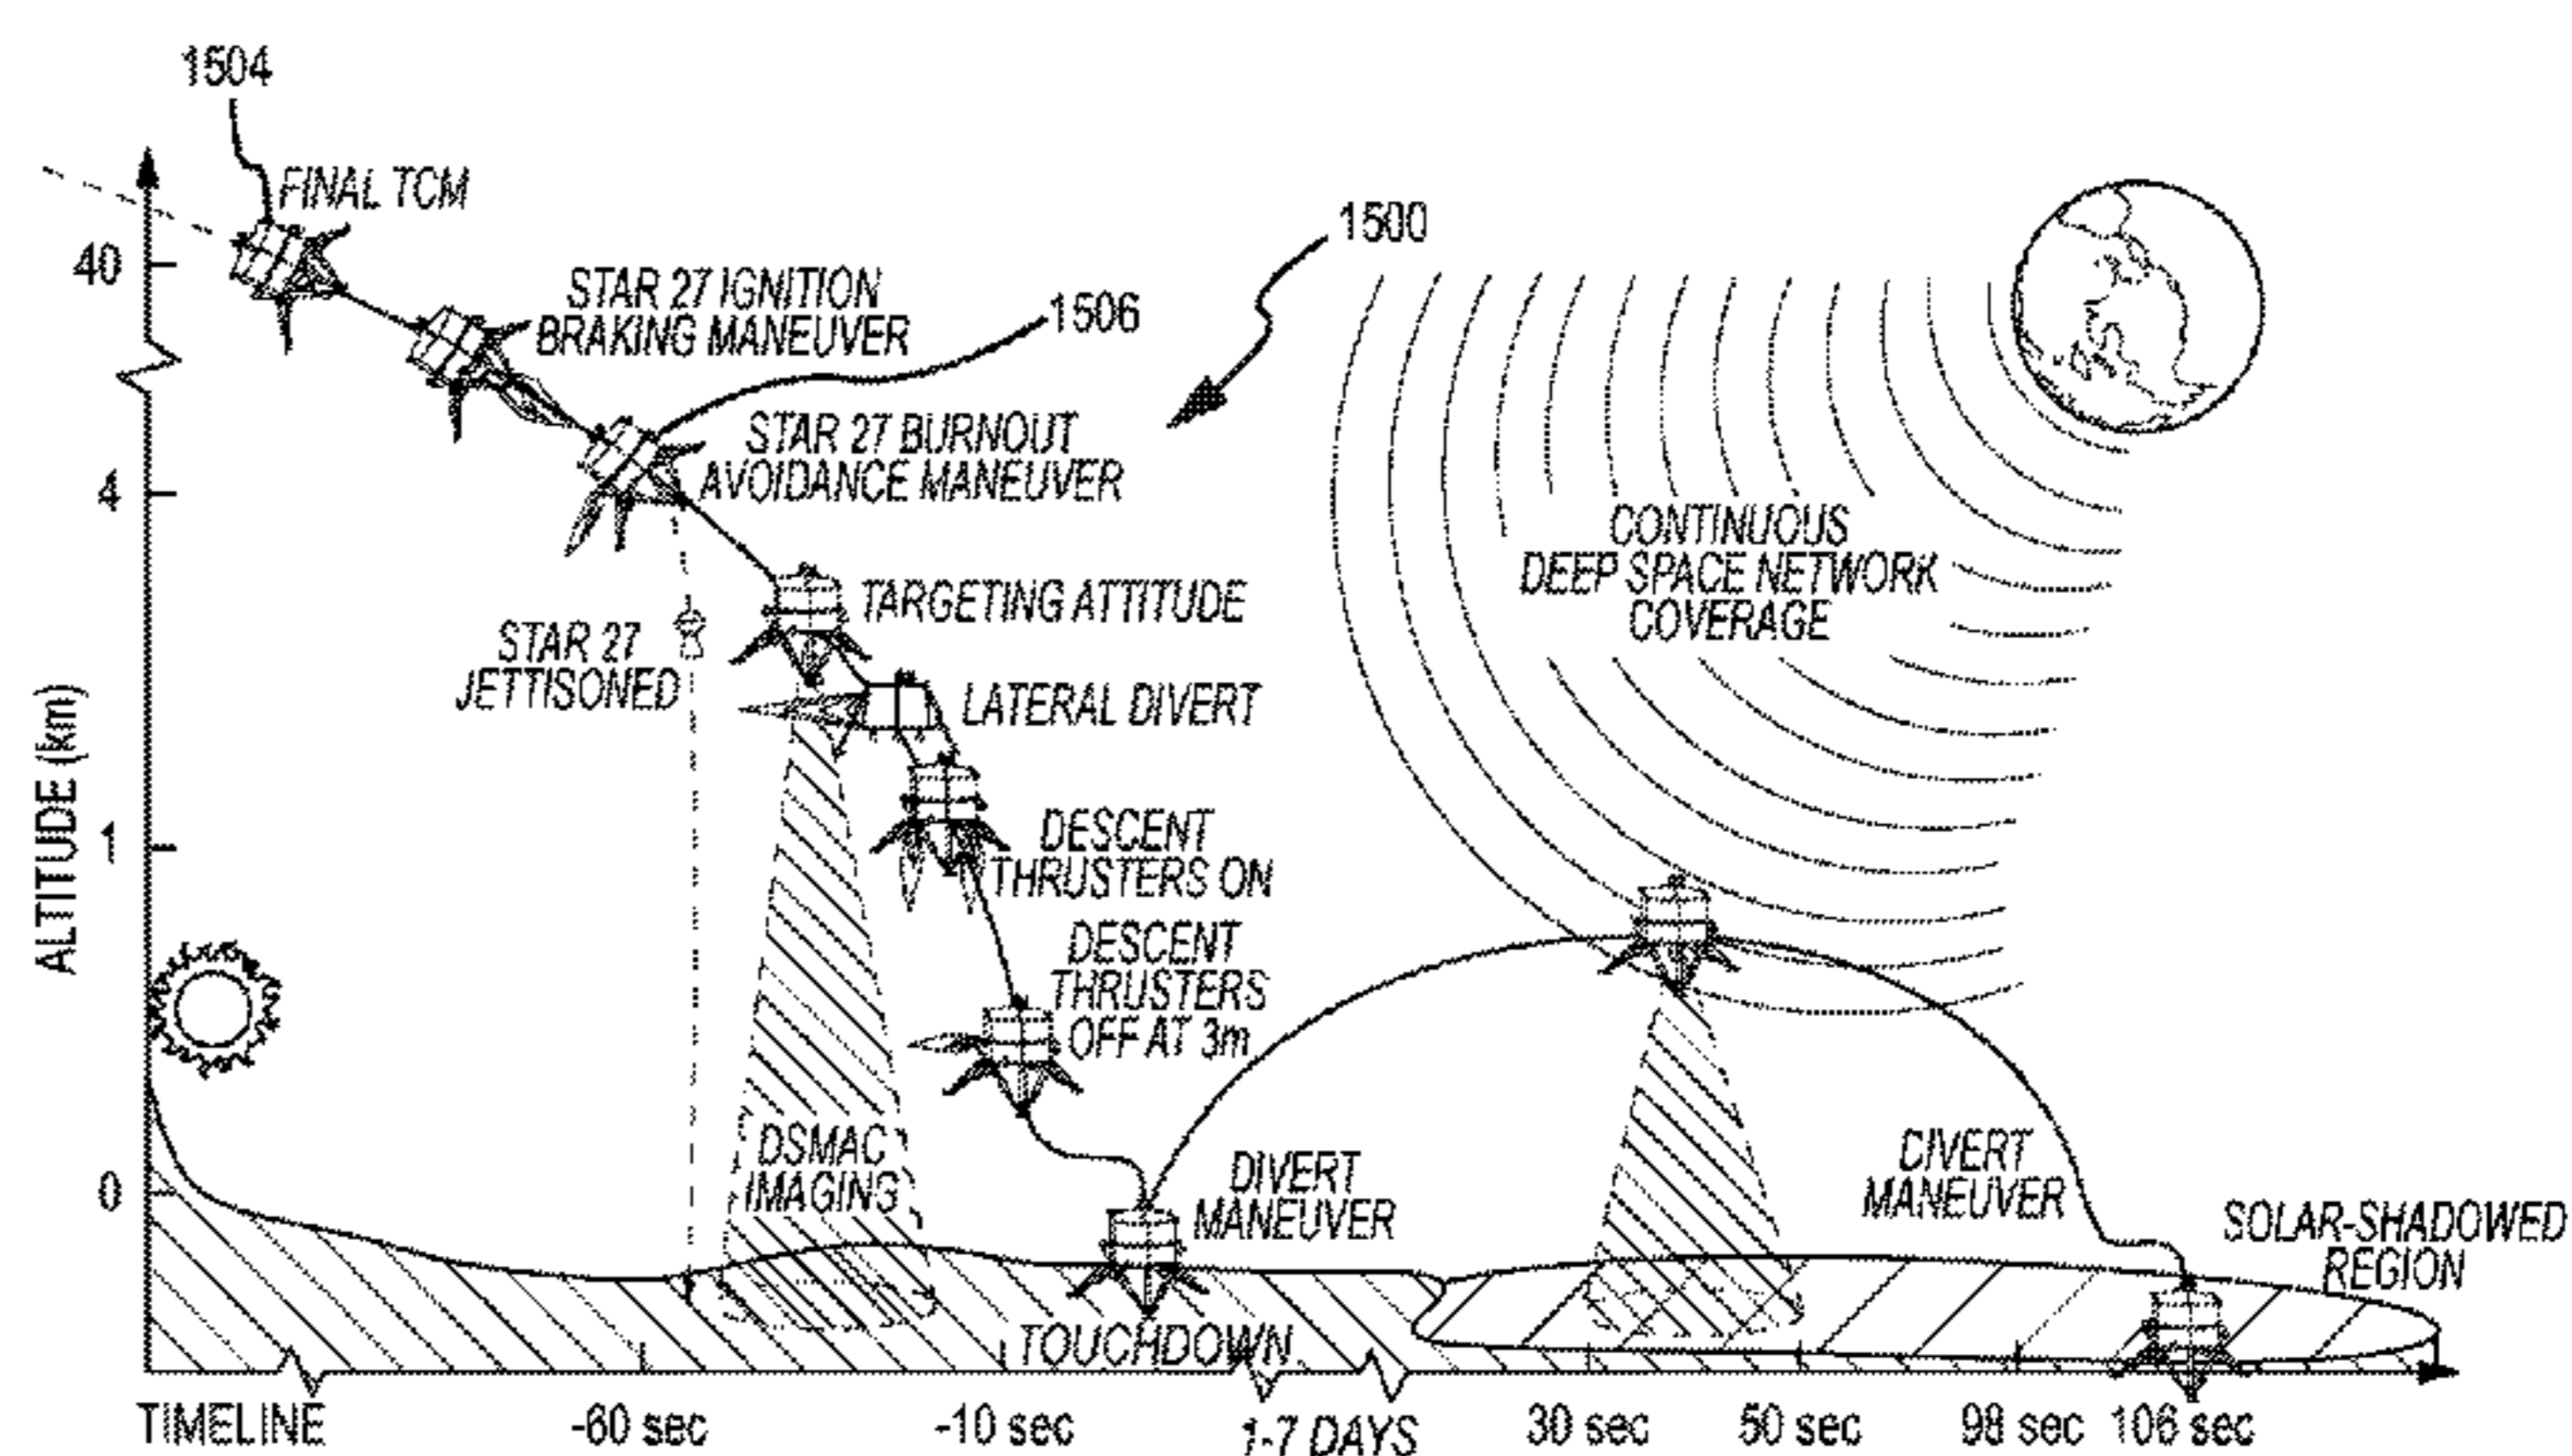 1504
FINAL TCM
1500
40
STAR 27 IGNITION
BRAKING MANEUVER
1506
STAR 27 BURNOUT
AVOIDANCE MANEUVER
4
CONTINUOUS
DEEP SPACE NETWORK
COVERAGE
TARGETING ATTITUDE
STAR 27
JETTISONED
LATERAL DIVERT
ALTITUDE (km)
1
DESCENT
THRUSTERS ON
DESCENT
THRUSTERS
OFF AT 3m
DSMAC
IMAGING
0
DIVERT
MANEUVER
CIVERT
MANEUVER
SOLAR-SHADOWED
REGION
TOUCHDOWN
TIMELINE
-60 sec
-10 sec
1-7 DAYS
30 sec
50 sec
98 sec
106 sec